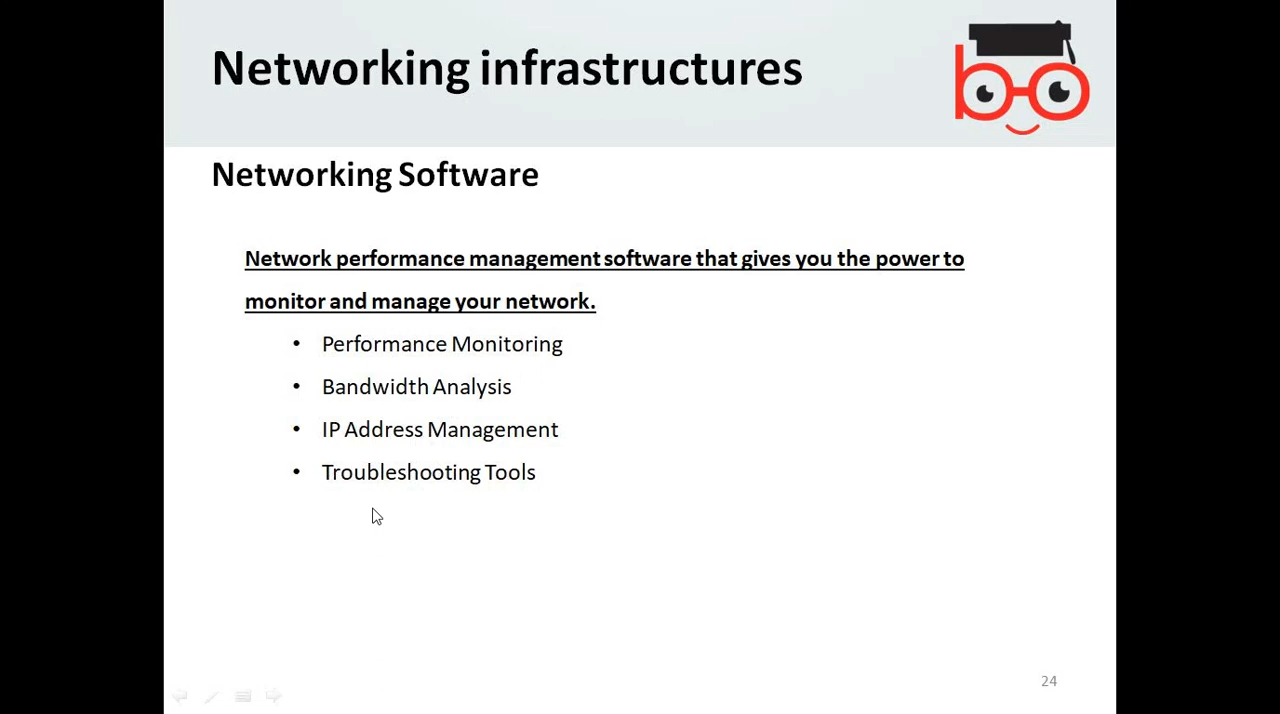 Networking infrastructures
Networking Software
Network performance management software that gives you the power to
monitor and manage your network.
• Performance Monitoring
• Bandwidth Analysis
• IP Address Management
• Troubleshooting Tools
24